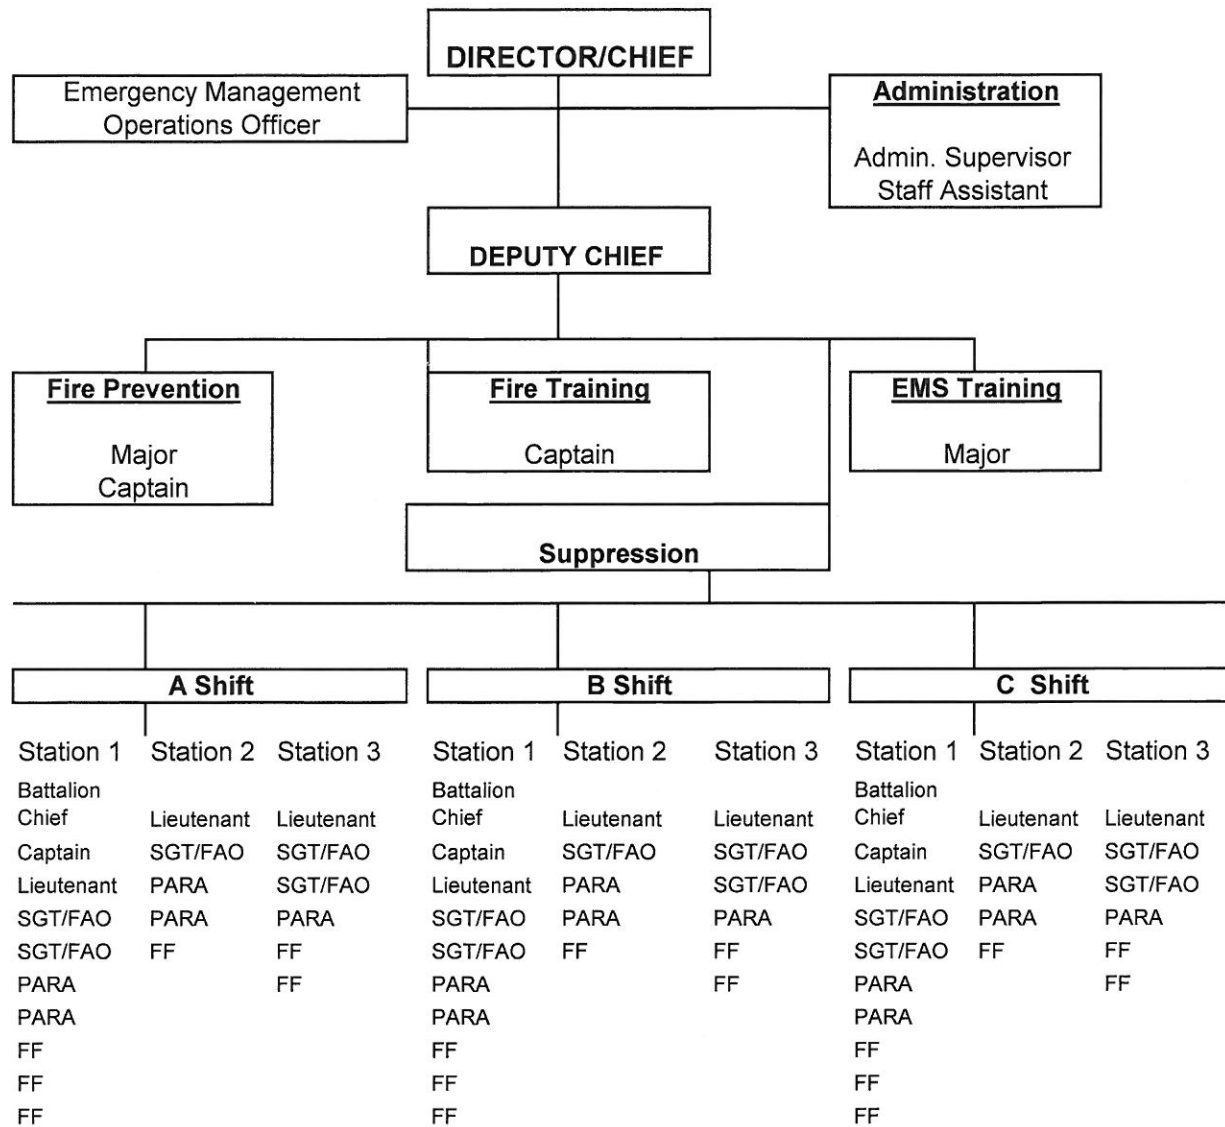 DIRECTOR/CHIEF
Emergency Management
Operations Officer
Administration
Admin. Supervisor
Staff Assistant
DEPUTY CHIEF
Fire Prevention
Major
Captain
Fire Training
Captain
EMS Training
Major
Suppression
A Shift
B Shift
C Shift
Station 1 Station 2 Station 3 Station 1 Station 2 Station 3 Station 1 Station 2 Station 3
Battalion Battalion Battalion
Chief Lieutenant Lieutenant Chief Lieutenant Lieutenant Chief Lieutenant Lieutenant
Captain SGT/FAO SGT/FAO Captain SGT/FAO SGT/FAO Captain SGT/FAO SGT/FAO
Lieutenant PARA SGT/FAO Lieutenant PARA SGT/FAO Lieutenant PARA SGT/FAO
SGT/FAO PARA PARA SGT/FAO PARA PARA SGT/FAO PARA PARA
SGT/FAO FF FF SGT/FAO FF FF SGT/FAO FF FF
PARA FF PARA FF PARA FF
PARA PARA PARA
FF FF FF
FF FF FF
FF FF FF